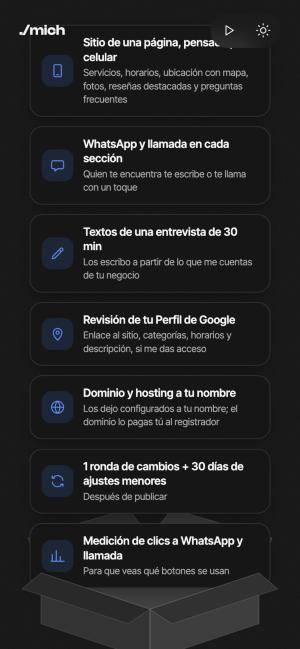 ./mich
Sitio de una página, pensado
celular
Servicios, horarios, ubicación con mapa,
fotos, reseñas destacadas y preguntas
frecuentes
WhatsApp y llamada en cada
sección
Quien te encuentra te escribe o te llama
con un toque
Textos de una entrevista de 30
min
Los escribo a partir de lo que me cuentas
de tu negocio
Revisión de tu Perfil de Google
Enlace al sitio, categorías, horarios y
descripción, si me das acceso
Dominio y hosting a tu nombre
Los dejo configurados a tu nombre; el
dominio lo pagas tú al registrador
1 ronda de cambios + 30 días de
ajustes menores
Después de publicar
Medición de clics a WhatsApp y
llamada
Para que veas qué botones se usan